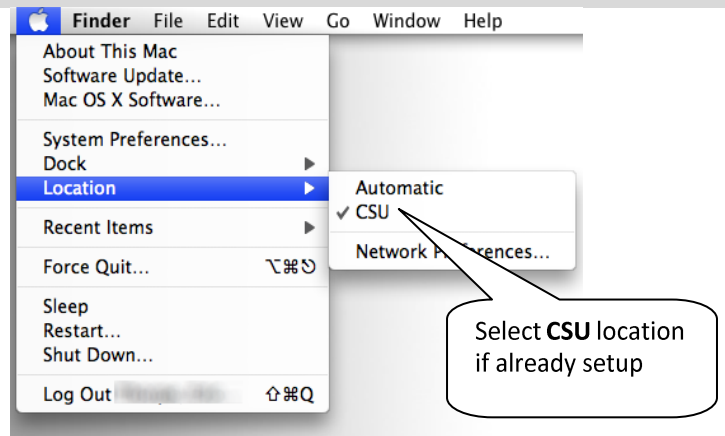 Finder File Edit View Go Window Help
About This Mac
Software Update...
Mac OS X Software...
System Preferences...
Dock
Location
Automatic
✓ CSU
Recent Items
Network
Force Quit... ⌥⌘⎋
Sleep
Restart...
Shut Down...
Log Out ⇧⌘Q
Select CSU location
if already setup